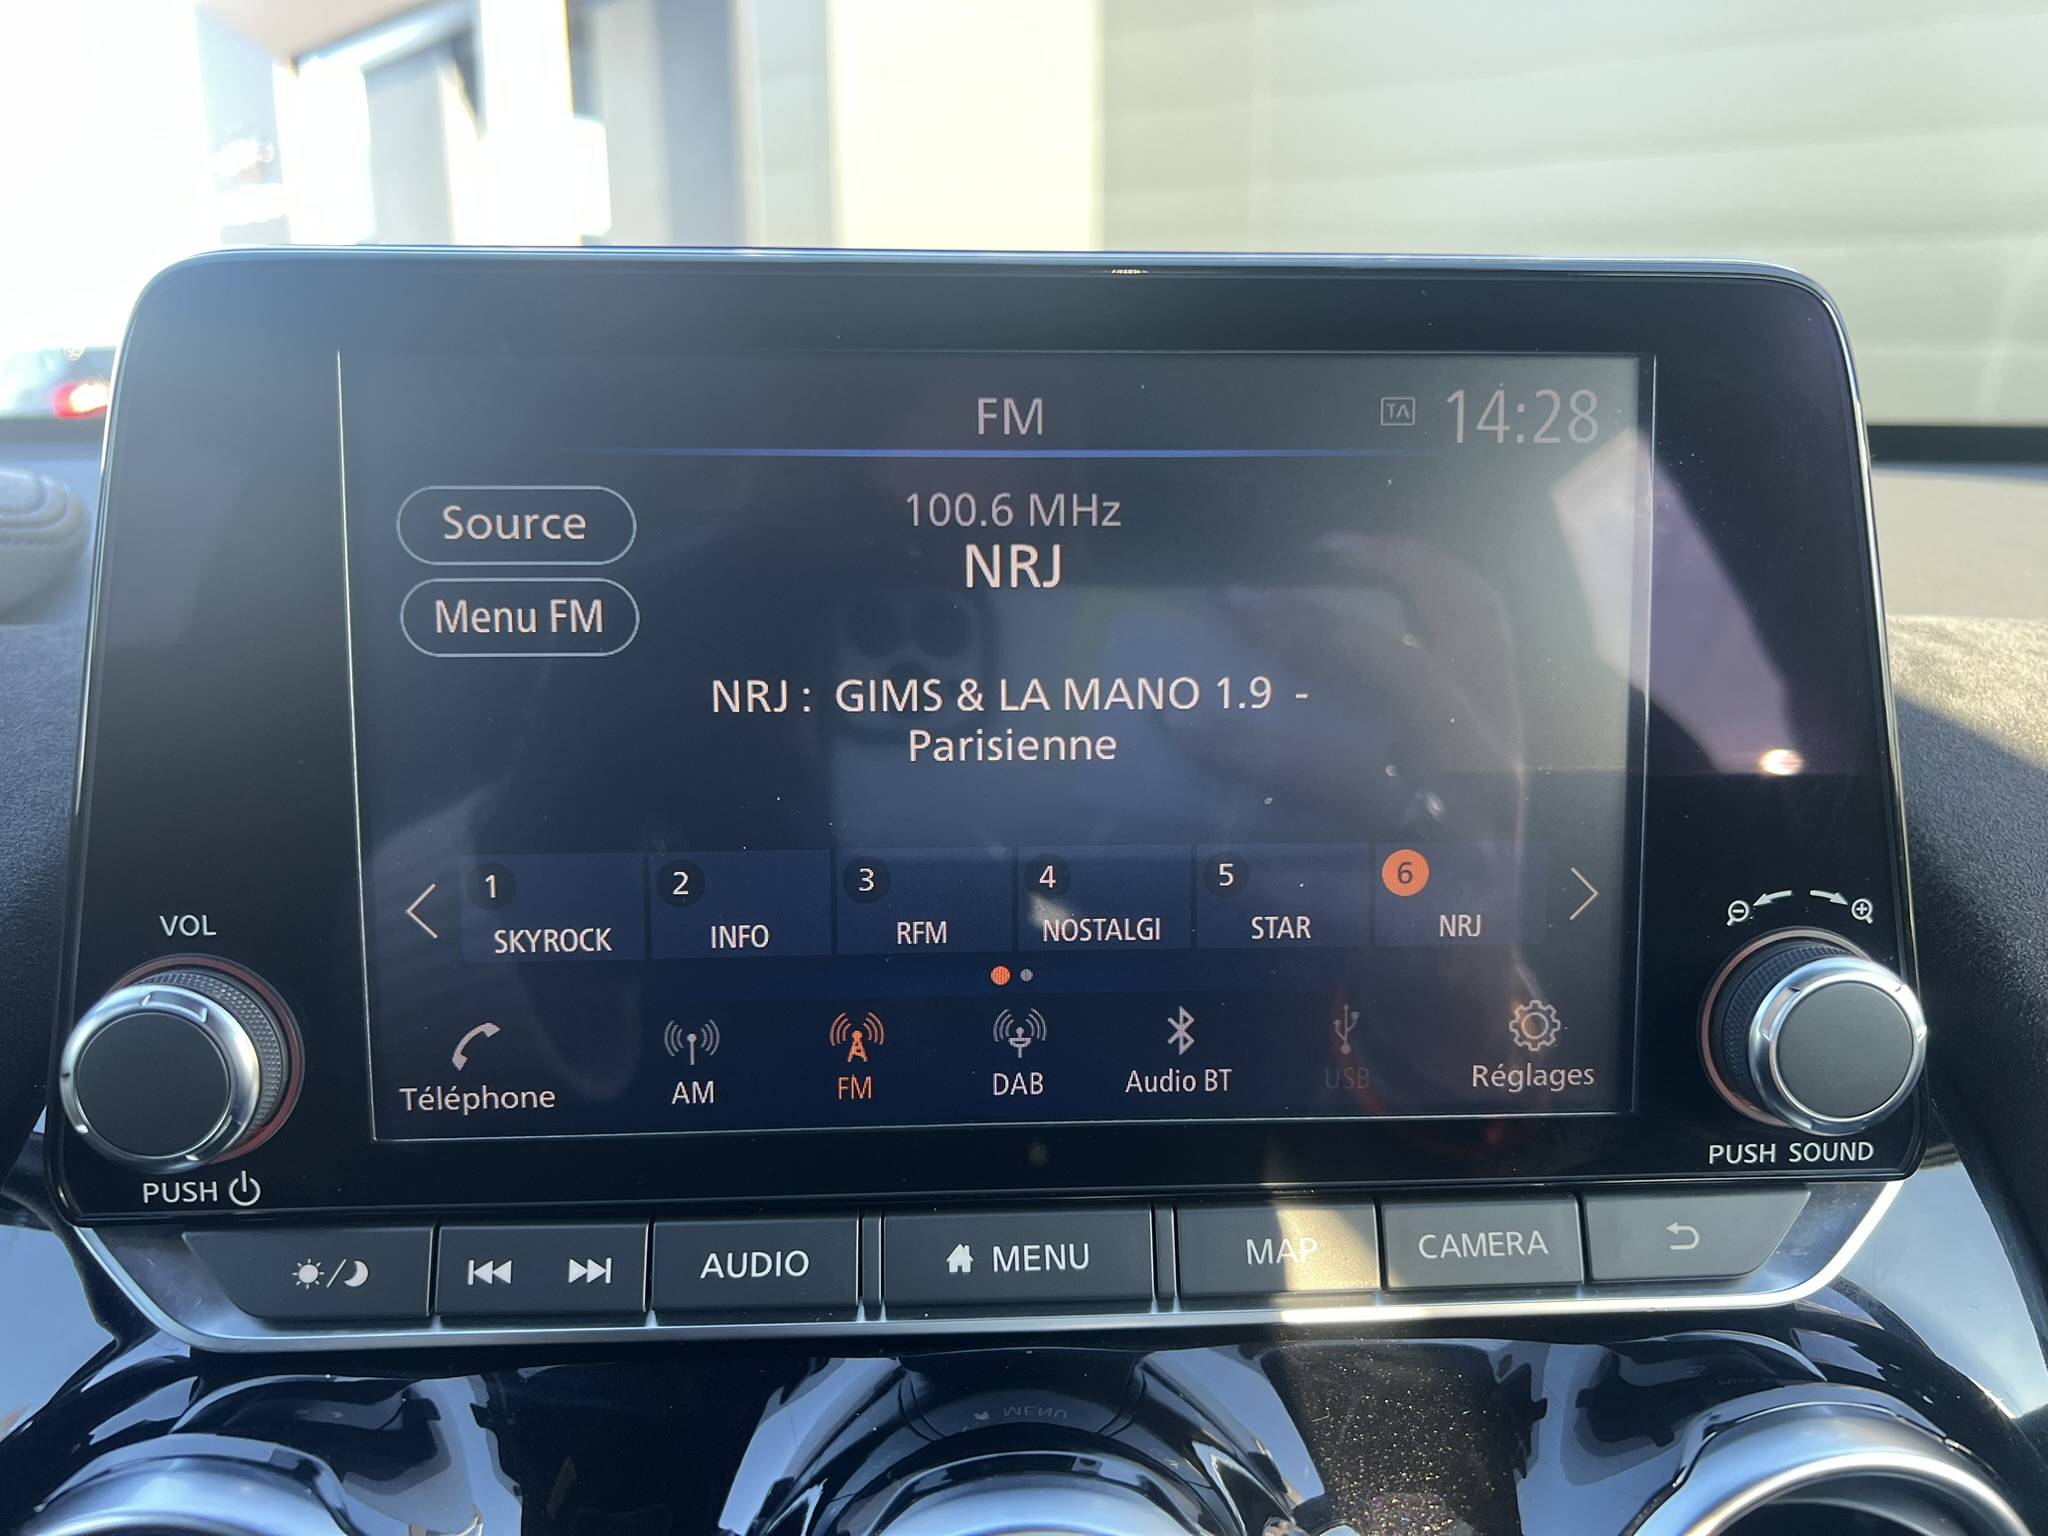 FM
TA 14:28
Source
100.6 MHz
NRJ
Menu FM
NRJ : GIMS & LA MANO 1.9 -
Parisienne
1 2 3 4 5 6
SKYROCK INFO RFM NOSTALGI STAR NRJ
VOL
Téléphone AM FM DAB Audio BT USB Réglages
PUSH
PUSH SOUND
AUDIO MENU MAP CAMERA
MENU